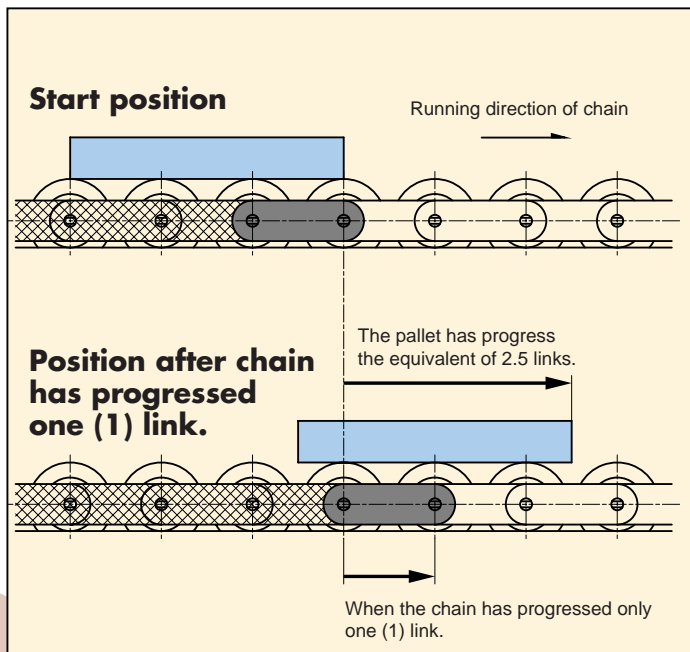 Start position
Running direction of chain
The pallet has progress
the equivalent of 2.5 links.
Position after chain
has progressed
one (1) link.
When the chain has progressed only
one (1) link.